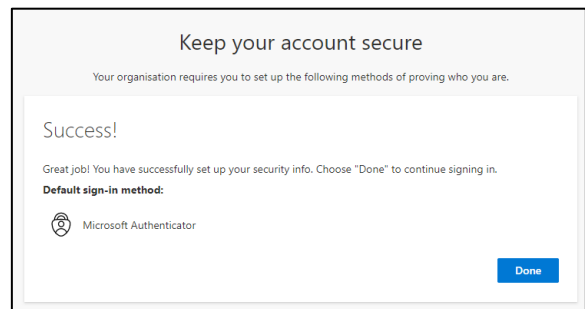 Keep your account secure
Your organisation requires you to set up the following methods of proving who you are.
Success!
Great job! You have successfully set up your security info. Choose "Done" to continue signing in.
Default sign-in method:
Microsoft Authenticator
Done